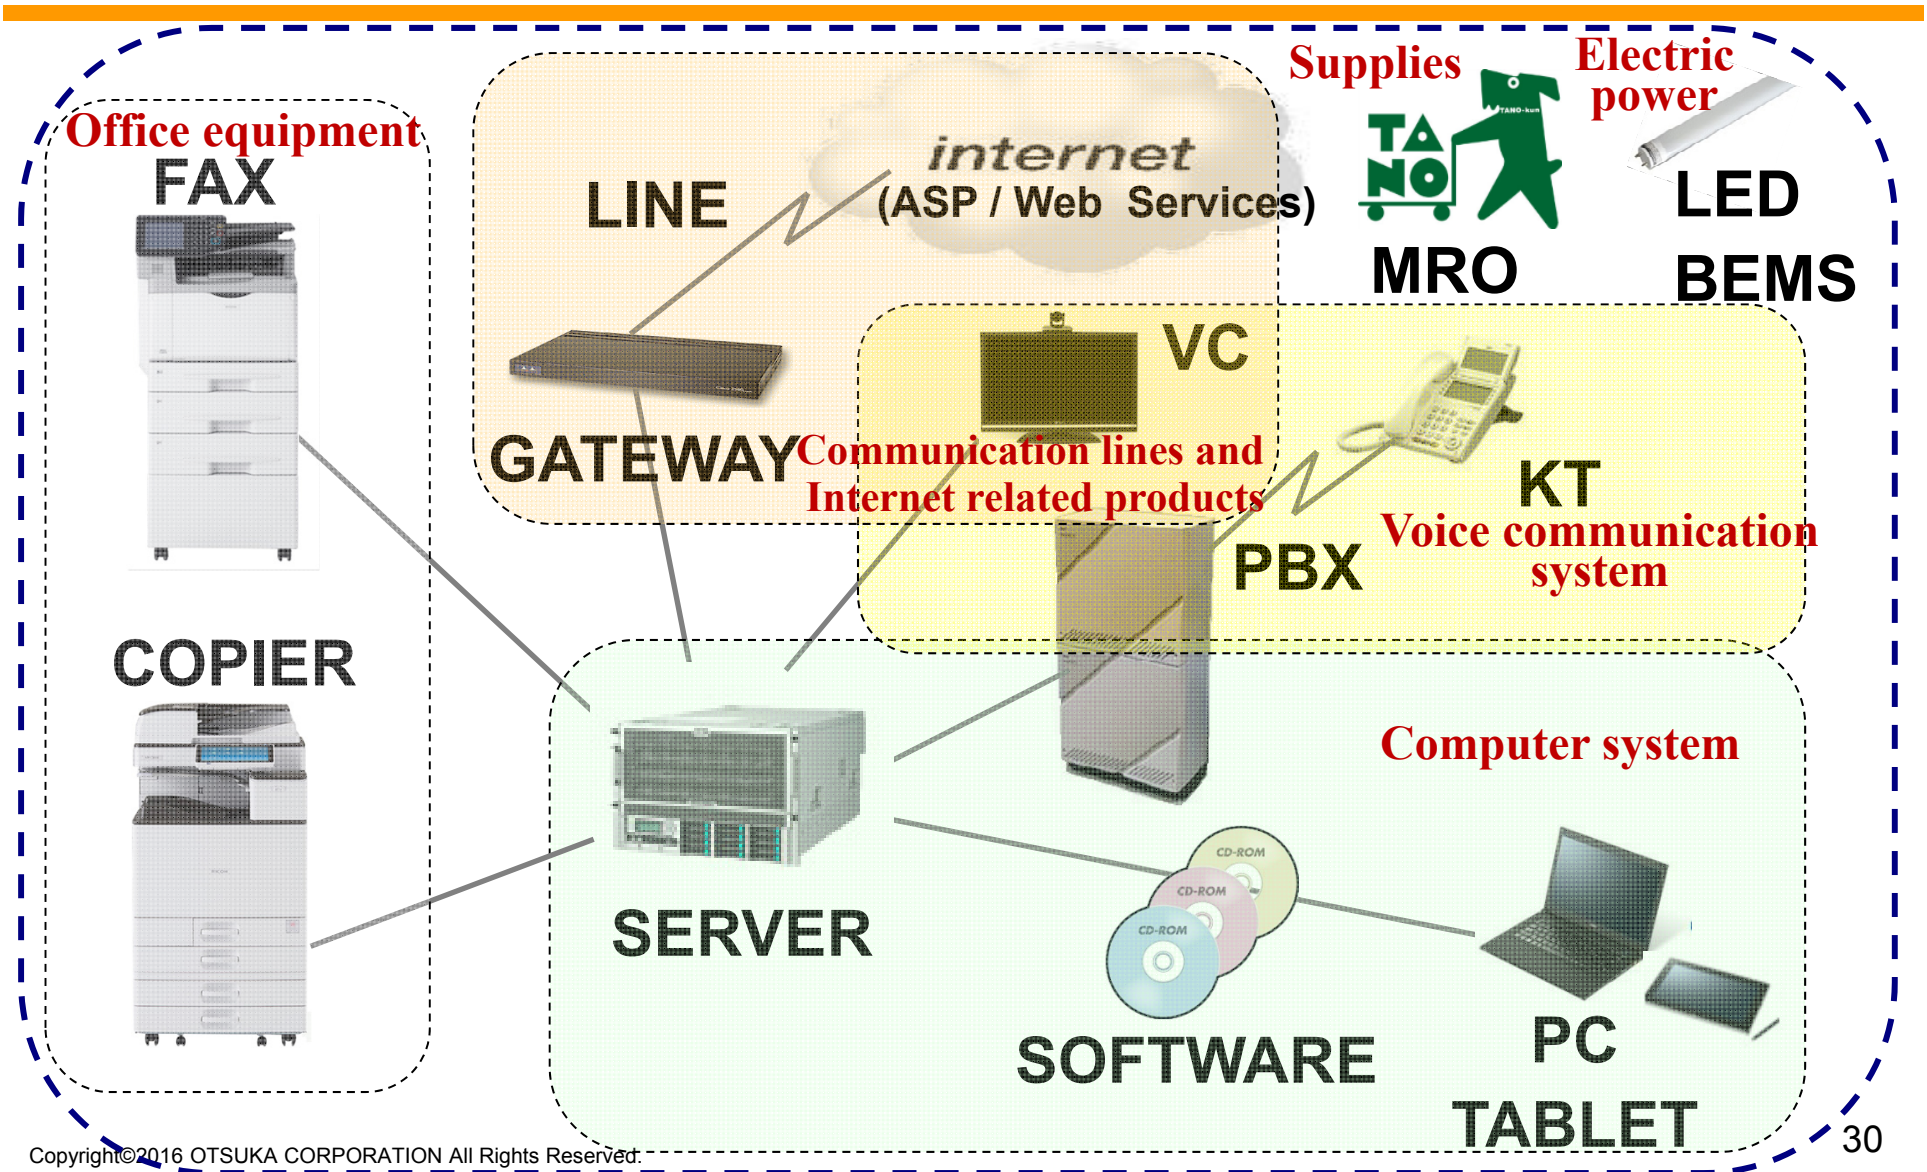 Office equipment
FAX
COPIER
LINE
internet
(ASP / Web Services)
GATEWAY
Communication lines and
Internet related products
VC
Supplies
TANO-kun
TA
NO
MRO
Electric
power
LED
BEMS
KT
Voice communication
system
PBX
Computer system
SERVER
CD-ROM
CD-ROM
CD-ROM
SOFTWARE
PC
TABLET
Copyright©2016 OTSUKA CORPORATION All Rights Reserved.
30